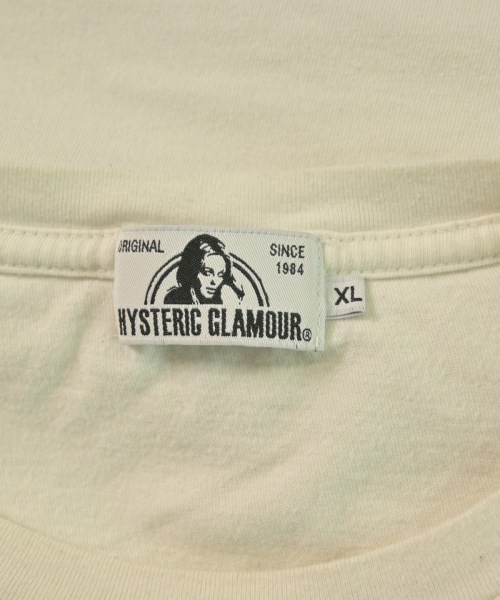 ORIGINAL SINCE
1984
HYSTERIC GLAMOUR®
XL